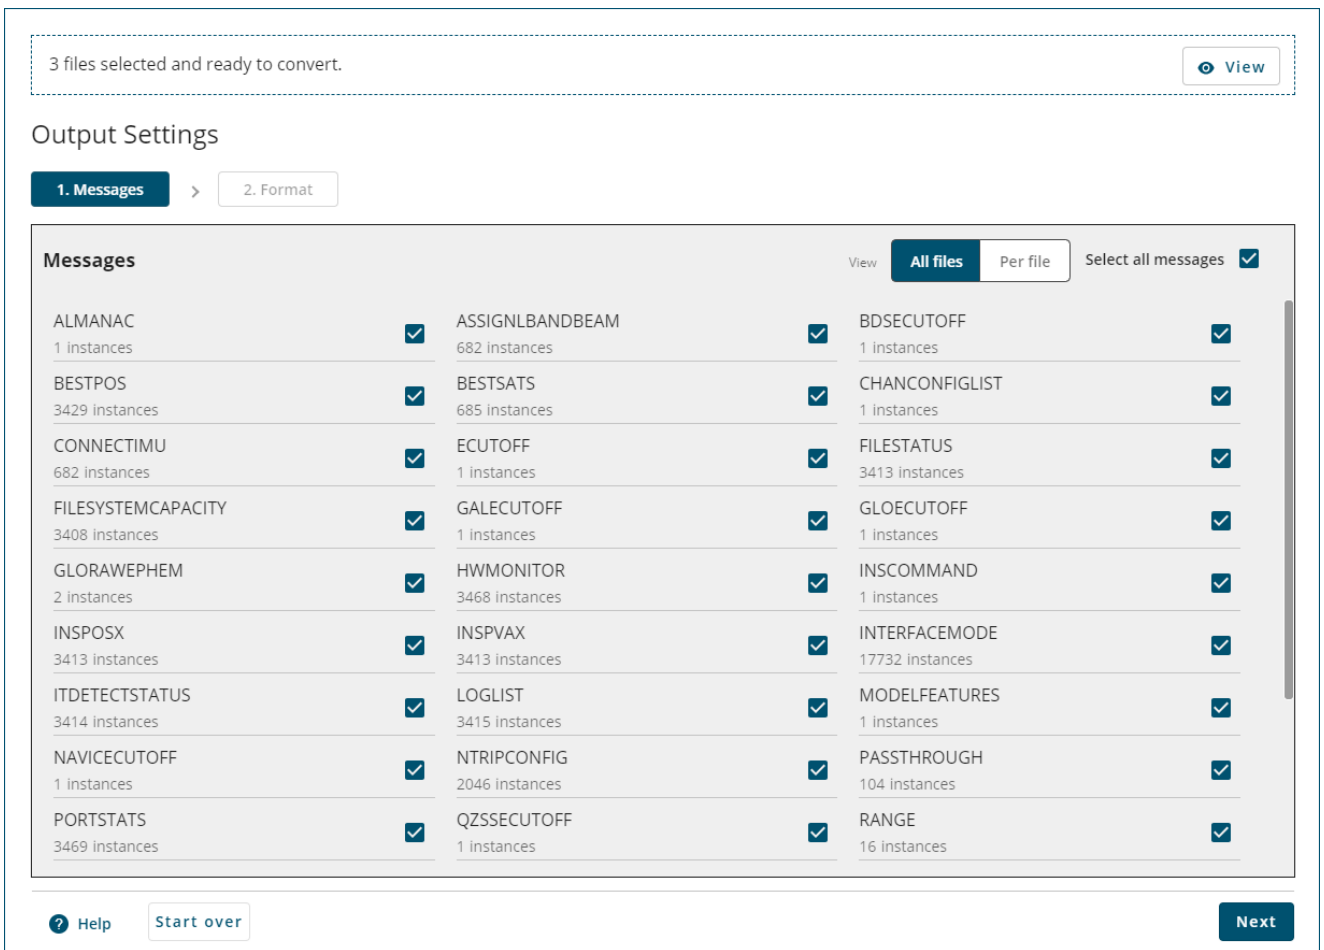 3 files selected and ready to convert.
View
Output Settings
1. Messages
2. Format
Messages
View
All files
Per file
Select all messages
ALMANAC
1 instances
ASSIGNLBANDBEAM
682 instances
BDSECUTOFF
1 instances
BESTPOS
3429 instances
BESTSATS
685 instances
CHANCONFIGLIST
1 instances
CONNECTIMU
682 instances
ECUTOFF
1 instances
FILESTATUS
3413 instances
FILESYSTEMCAPACITY
3408 instances
GALECUTOFF
1 instances
GLOECUTOFF
1 instances
GLORAWEPHEM
2 instances
HWMONITOR
3468 instances
INSCOMMAND
1 instances
INSPOSX
3413 instances
INSPVAX
3413 instances
INTERFACEMODE
17732 instances
ITDETECTSTATUS
3414 instances
LOGLIST
3415 instances
MODELFEATURES
1 instances
NAVICECUTOFF
1 instances
NTRIPCONFIG
2046 instances
PASSTHROUGH
104 instances
PORTSTATS
3469 instances
QZSSECUTOFF
1 instances
RANGE
16 instances
Help
Start over
Next